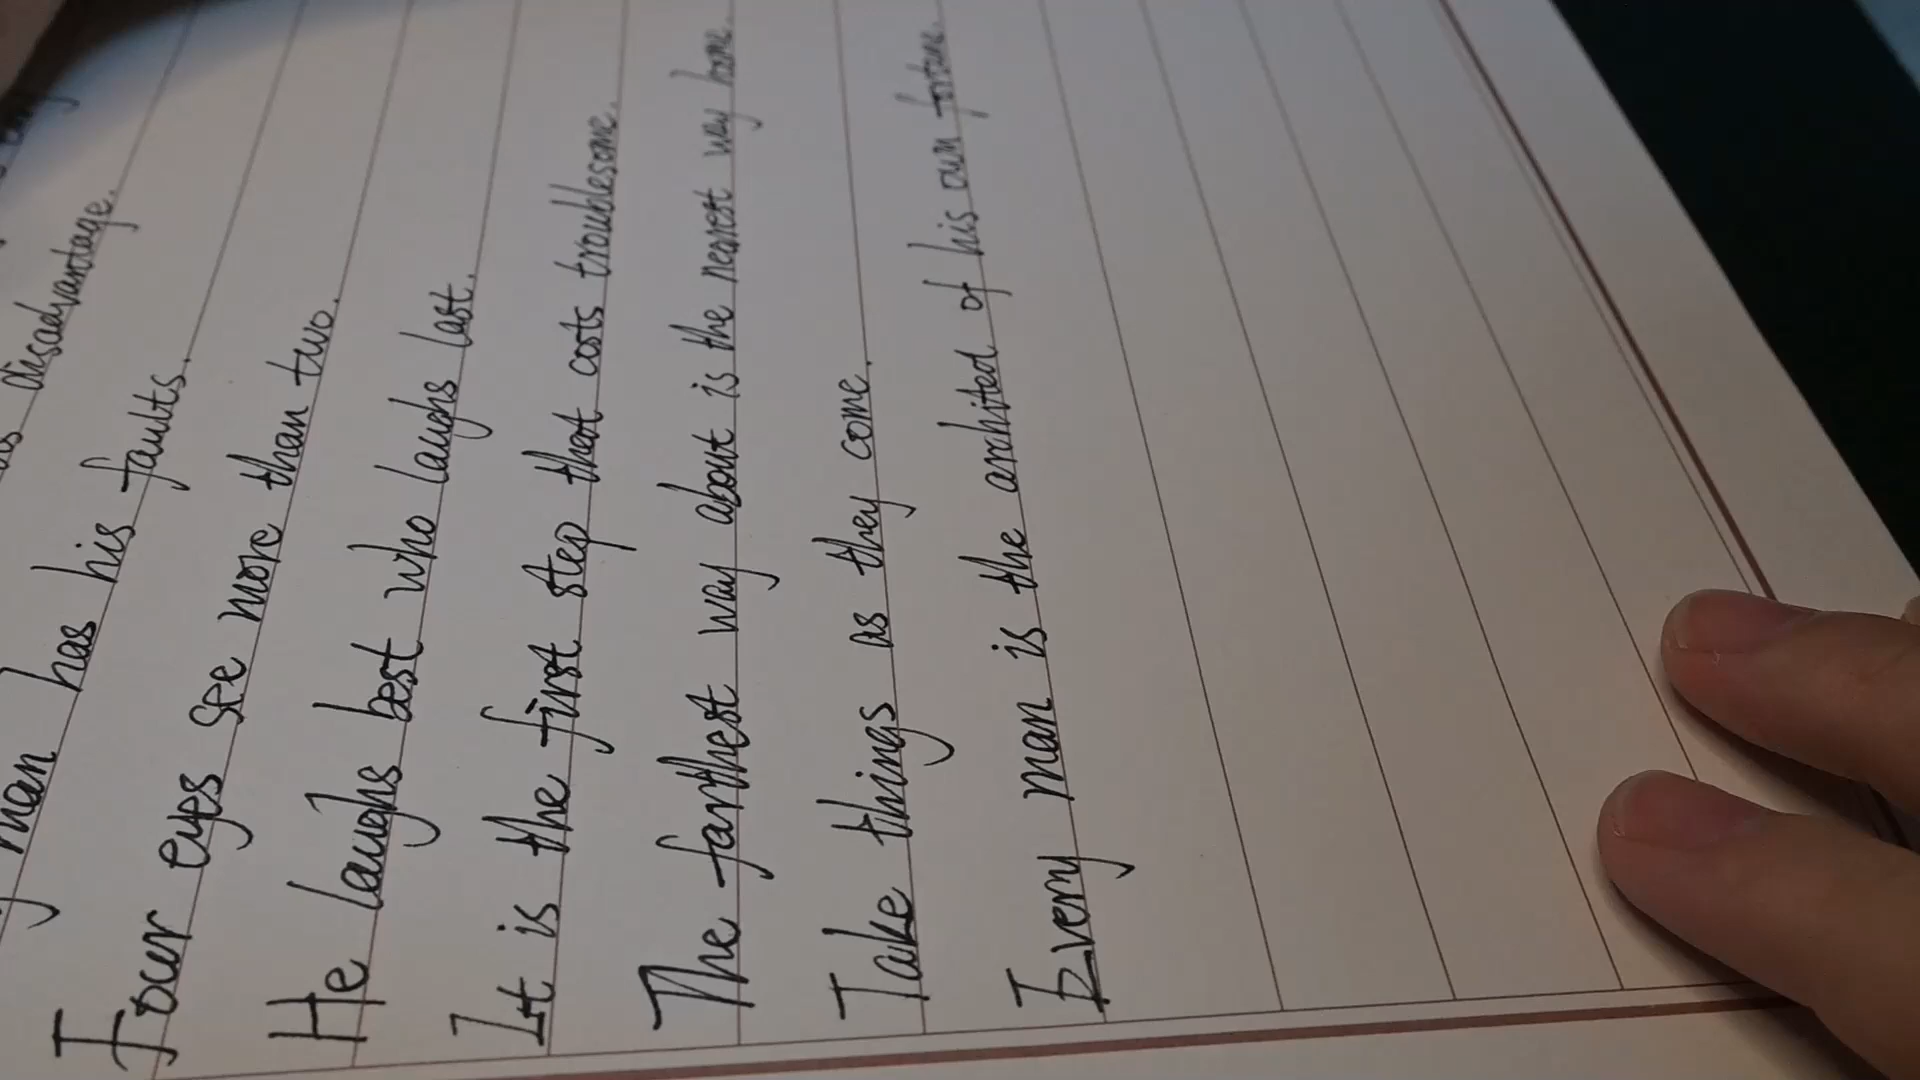 disadvantage.
man has his faults.
Four eyes see more than two.
He laughs best who laughs last.
It is the first step that costs troublesome.
The farthest way about is the nearest way home.
Take things as they come.
Every man is the architect of his own fortune.